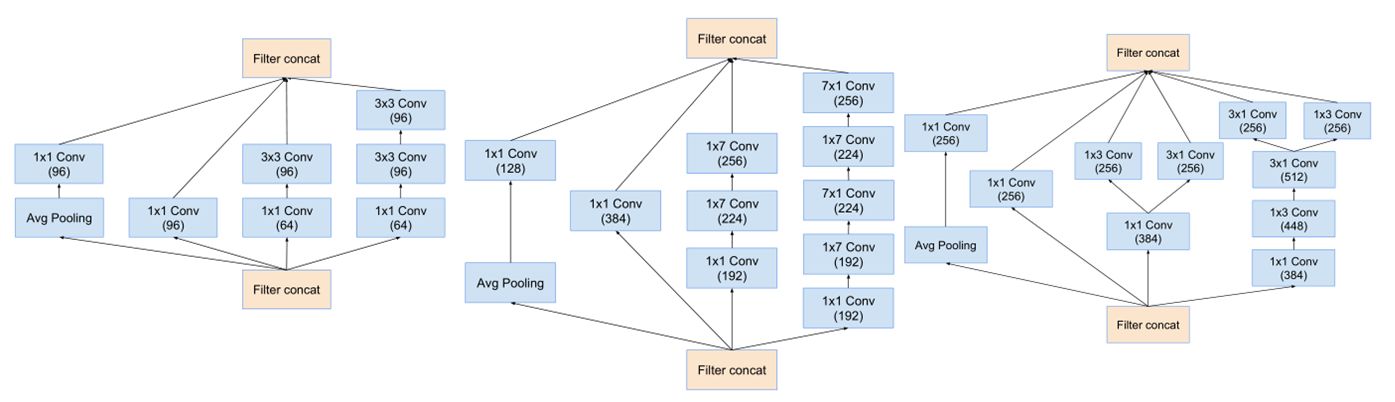 Filter concat
3x3 Conv
(96)
1x1 Conv
(96)
3x3 Conv
(96)
3x3 Conv
(96)
Avg Pooling
1x1 Conv
(96)
1x1 Conv
(64)
1x1 Conv
(64)
Filter concat
Filter concat
7x1 Conv
(256)
1x7 Conv
(224)
1x1 Conv
(128)
1x7 Conv
(256)
7x1 Conv
(224)
1x1 Conv
(384)
1x7 Conv
(224)
1x7 Conv
(192)
Avg Pooling
1x1 Conv
(192)
1x1 Conv
(192)
Filter concat
Filter concat
3x1 Conv
(256)
1x3 Conv
(256)
1x1 Conv
(256)
1x3 Conv
(256)
3x1 Conv
(256)
3x1 Conv
(512)
1x1 Conv
(256)
1x3 Conv
(448)
1x1 Conv
(384)
Avg Pooling
1x1 Conv
(384)
Filter concat